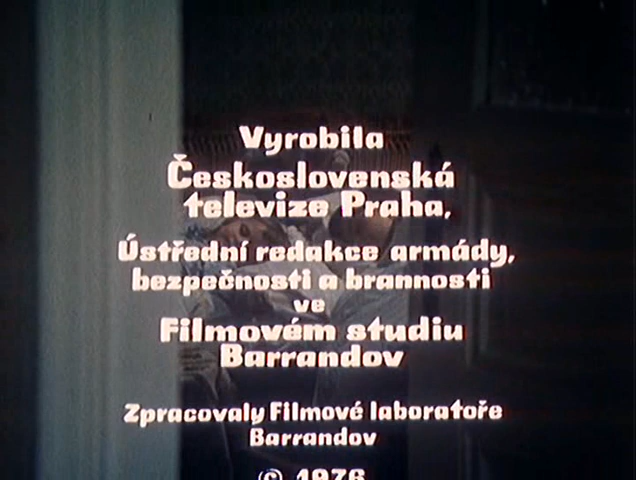 Vyrobila
Československá
televize Praha,
Ústřední redakce armády,
bezpečnosti a brannosti
ve
Filmovém studiu
Barrandov
Zpracovaly Filmové laboratoře
Barrandov
© 1976